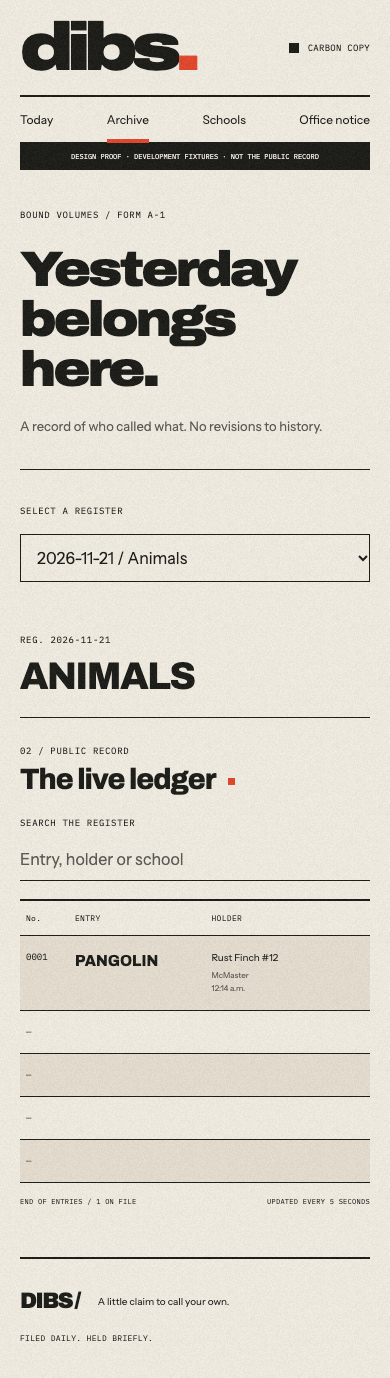 dibs.
CARBON COPY
Today Archive Schools Office notice
DESIGN PROOF · DEVELOPMENT FIXTURES · NOT THE PUBLIC RECORD
BOUND VOLUMES / FORM A-1
Yesterday
belongs
here.
A record of who called what. No revisions to history.
SELECT A REGISTER
2026-11-21 / Animals
REG. 2026-11-21
ANIMALS
02 / PUBLIC RECORD
The live ledger
SEARCH THE REGISTER
Entry, holder or school
No. ENTRY HOLDER
0001 PANGOLIN Rust Finch #12
McMaster
12:14 a.m.
—
—
—
—
END OF ENTRIES / 1 ON FILE UPDATED EVERY 5 SECONDS
DIBS/ A little claim to call your own.
FILED DAILY. HELD BRIEFLY.